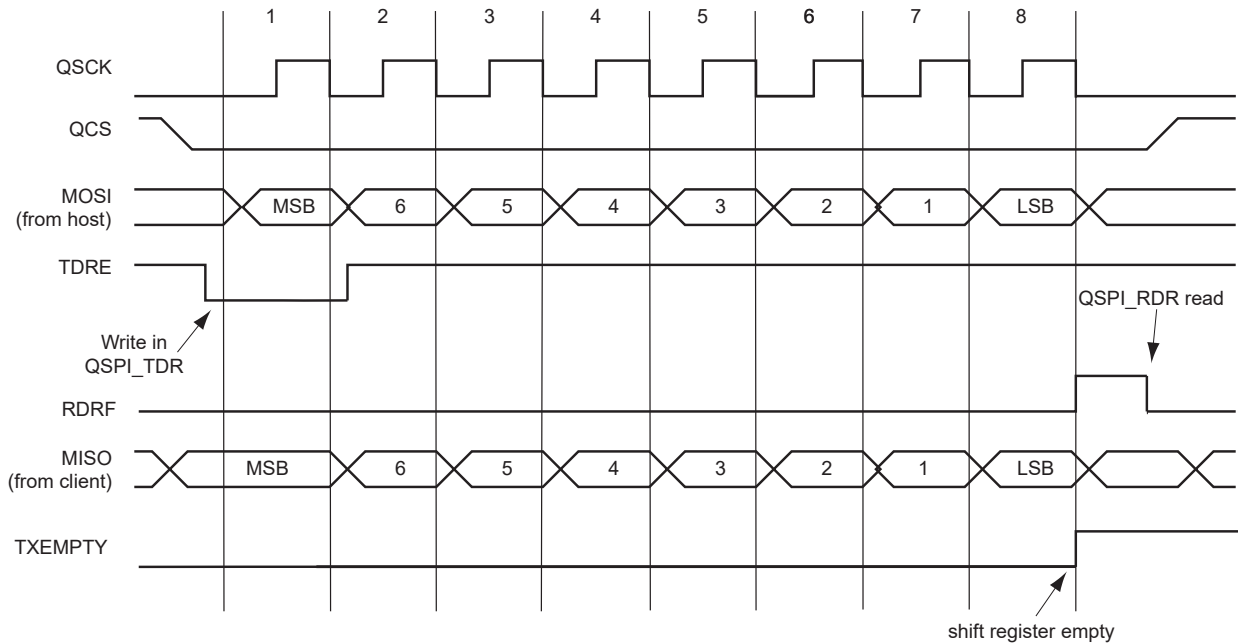 1 2 3 4 5 6 7 8
QSCK
QCS
MOSI
(from host)
MSB 6 5 4 3 2 1 LSB
TDRE
QSPI_RDR read
Write in
QSPI_TDR
RDRF
MISO
(from client)
MSB 6 5 4 3 2 1 LSB
TXEMPTY
shift register empty